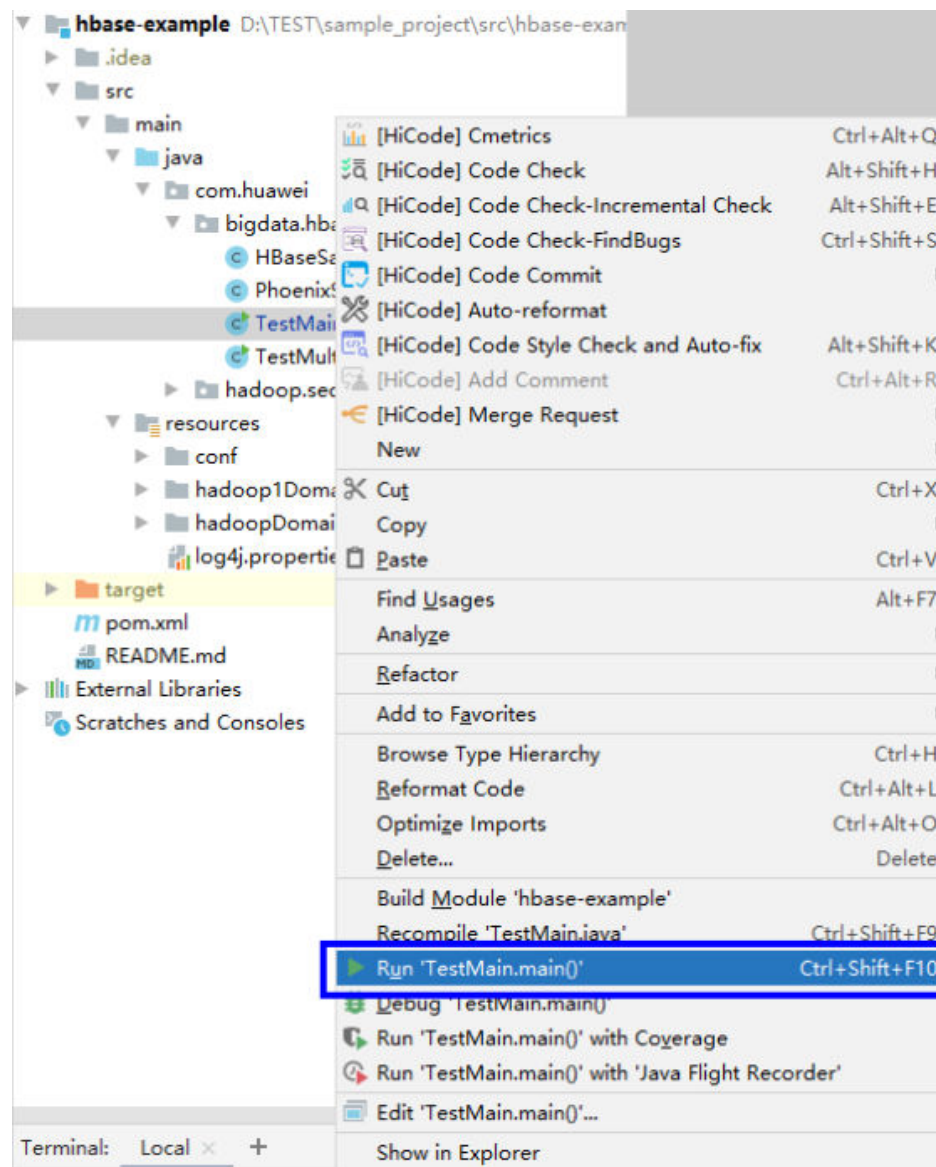 hbase-example D:\TEST\sample_project\src\hbase-exam
.idea
src
main
java
com.huawei
bigdata.hba
HBaseSa
PhoenixS
TestMai
TestMult
hadoop.sec
resources
conf
hadoop1Doma
hadoopDomai
log4j.propertie
target
pom.xml
README.md
External Libraries
Scratches and Consoles
Terminal: Local × +
[HiCode] Cmetrics Ctrl+Alt+Q
[HiCode] Code Check Alt+Shift+H
[HiCode] Code Check-Incremental Check Alt+Shift+E
[HiCode] Code Check-FindBugs Ctrl+Shift+S
[HiCode] Code Commit
[HiCode] Auto-reformat
[HiCode] Code Style Check and Auto-fix Alt+Shift+K
[HiCode] Add Comment Ctrl+Alt+R
[HiCode] Merge Request
New
Cut Ctrl+X
Copy
Paste Ctrl+V
Find Usages Alt+F7
Analyze
Refactor
Add to Favorites
Browse Type Hierarchy Ctrl+H
Reformat Code Ctrl+Alt+L
Optimize Imports Ctrl+Alt+O
Delete... Delete
Build Module 'hbase-example'
Recompile 'TestMain.java' Ctrl+Shift+F9
Run 'TestMain.main()' Ctrl+Shift+F10
Debug 'TestMain.main()'
Run 'TestMain.main()' with Coverage
Run 'TestMain.main()' with 'Java Flight Recorder'
Edit 'TestMain.main()'...
Show in Explorer